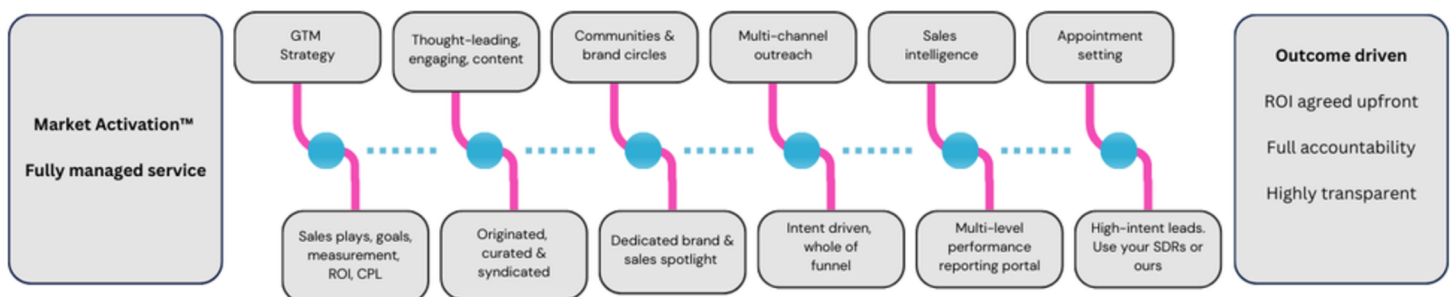 Market Activation™
Fully managed service
GTM
Strategy
Thought-leading,
engaging, content
Communities &
brand circles
Multi-channel
outreach
Sales
intelligence
Appointment
setting
Sales plays, goals,
measurement,
ROI, CPL
Originated,
curated &
syndicated
Dedicated brand &
sales spotlight
Intent driven,
whole of
funnel
Multi-level
performance
reporting portal
High-intent leads.
Use your SDRs or
ours
Outcome driven
ROI agreed upfront
Full accountability
Highly transparent